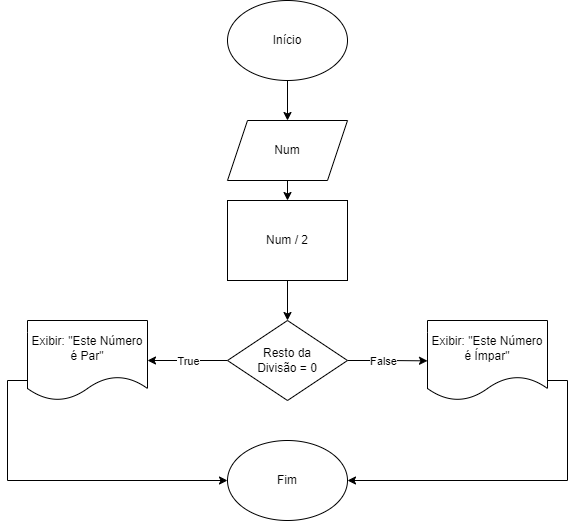 Início
Num
Num / 2
Resto da
Divisão = 0
True
False
Exibir: "Este Número
é Par"
Exibir: "Este Número
é Ímpar"
Fim